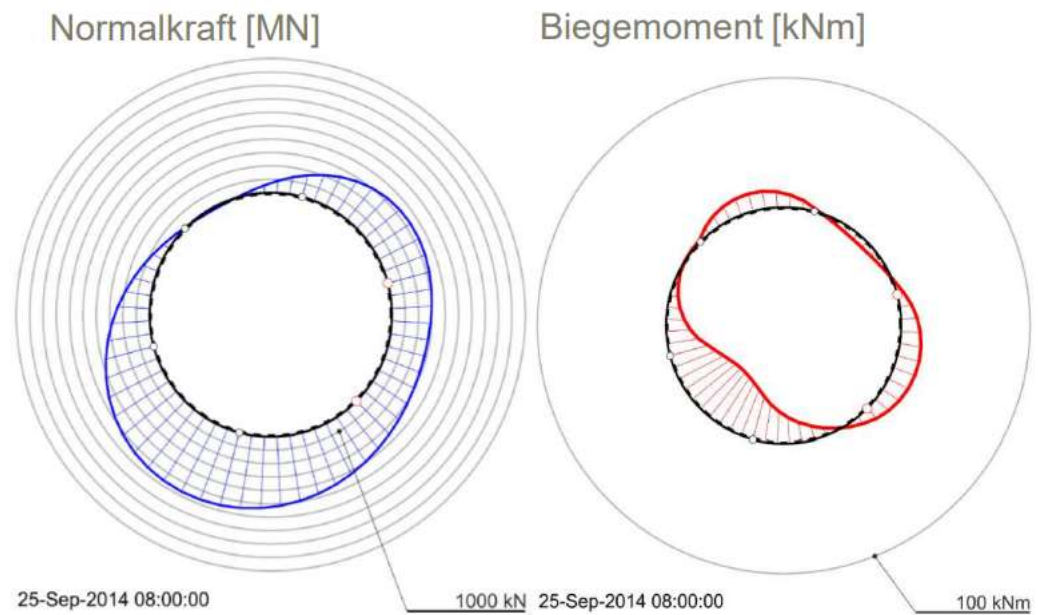 Normalkraft [MN]
Biegemoment [kNm]
25-Sep-2014 08:00:00
1000 kN
25-Sep-2014 08:00:00
100 kNm